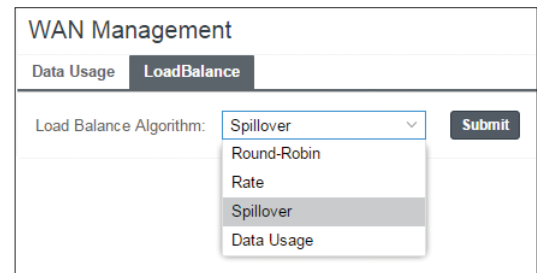 WAN Management
Data Usage LoadBalance
Load Balance Algorithm: Spillover Submit
Round-Robin
Rate
Spillover
Data Usage